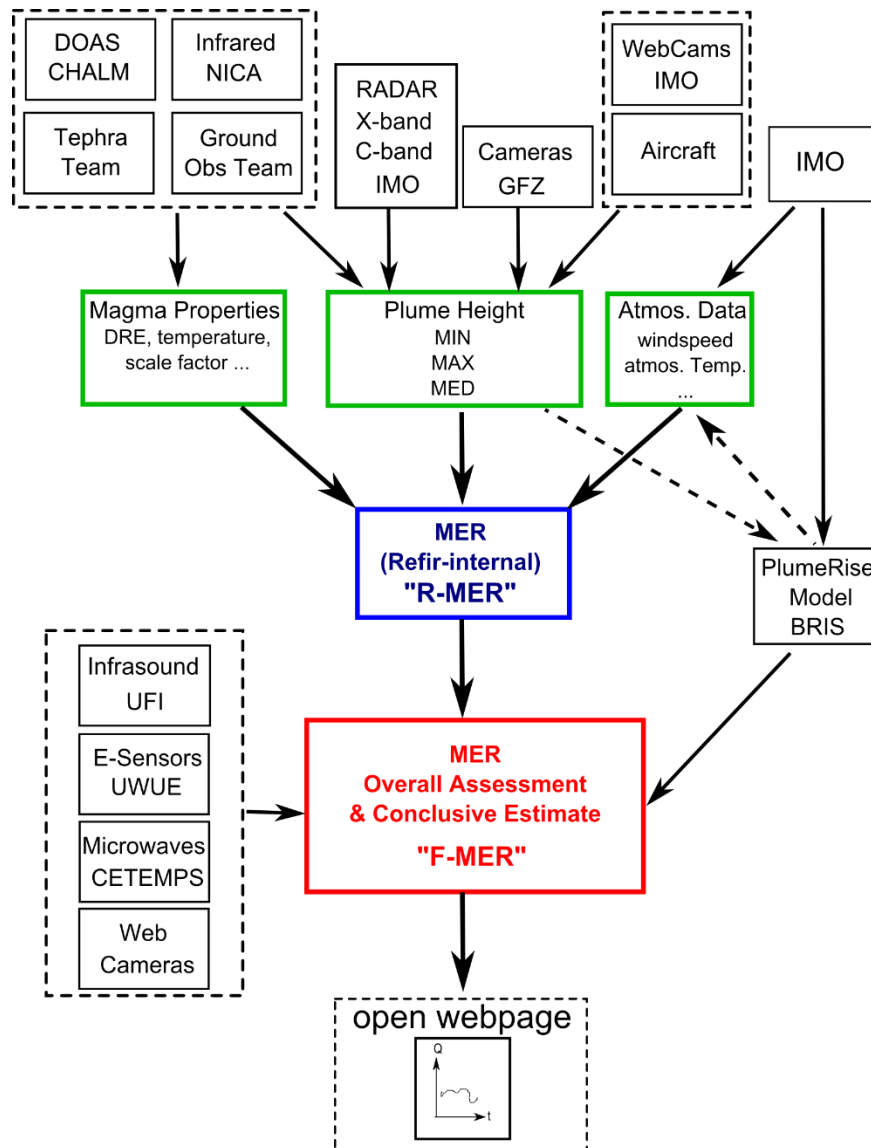 DOAS
CHALM
Infrared
NICA
Tephra
Team
Ground
Obs Team
RADAR
X-band
C-band
IMO
Cameras
GFZ
WebCams
IMO
Aircraft
IMO
Magma Properties
DRE, temperature,
scale factor ...
Plume Height
MIN
MAX
MED
Atmos. Data
windspeed
atmos. Temp.
...
MER
(Refir-internal)
"R-MER"
PlumeRise
Model
BRIS
Infrasound
UFI
E-Sensors
UWUE
Microwaves
CETEMPS
Web
Cameras
MER
Overall Assessment
& Conclusive Estimate
"F-MER"
open webpage
Q
t